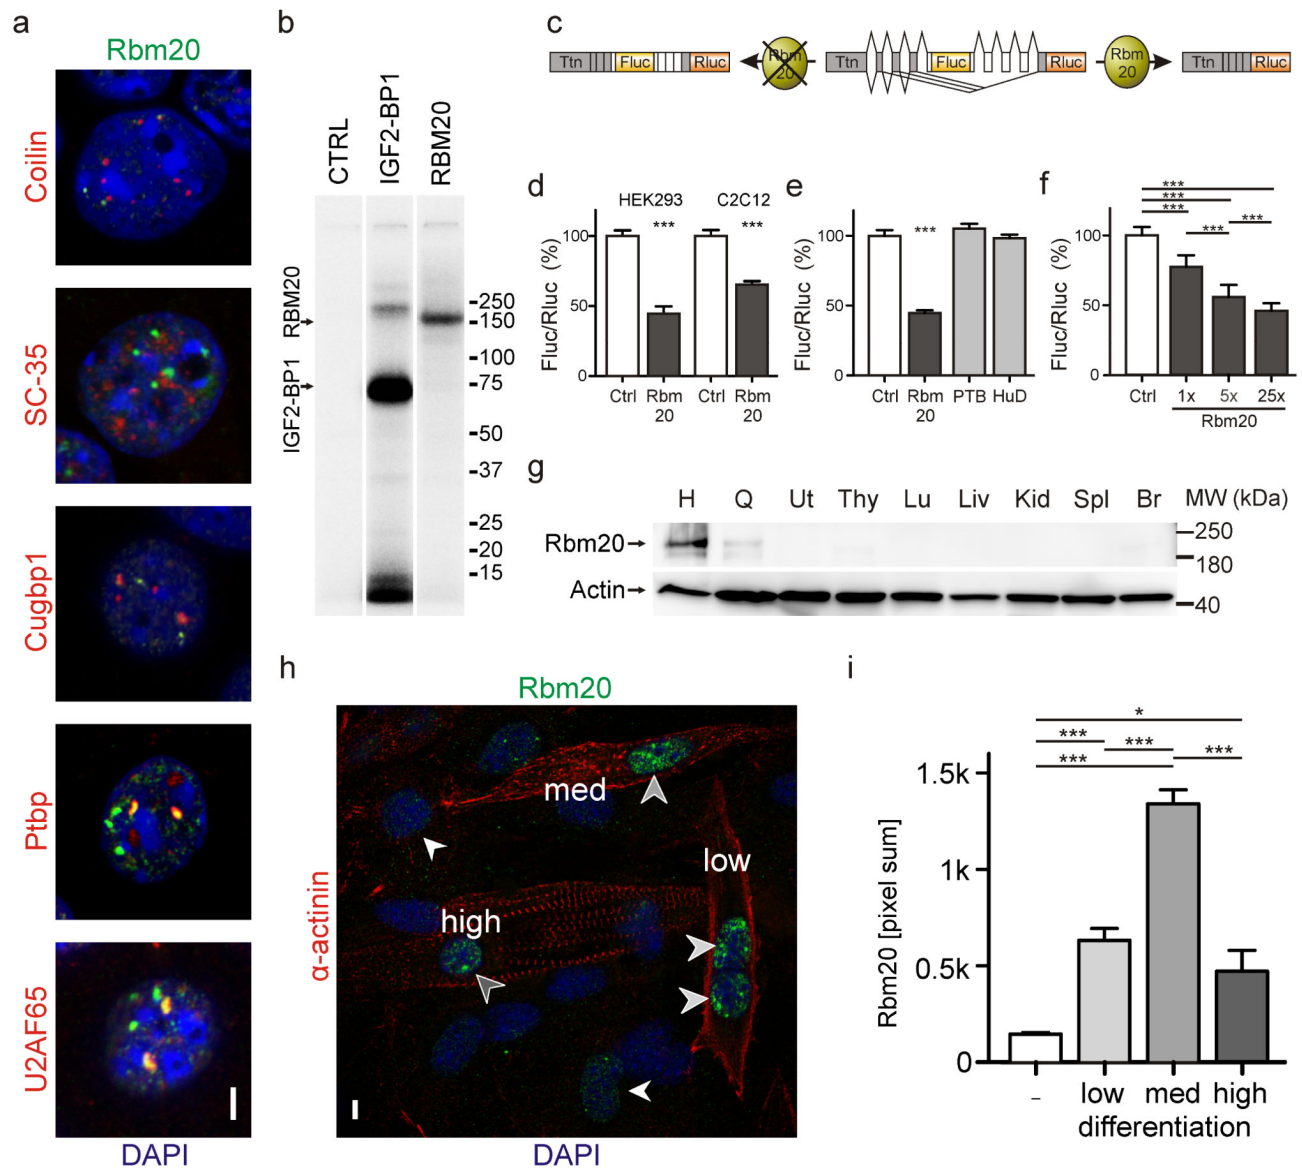 a
Rbm20
Coilin
SC-35
Cugbp1
Ptbp
U2AF65
DAPI
b
CTRL
IGF2-BP1
RBM20
RBM20
IGF2-BP1
250
150
100
75
50
37
25
20
15
c
Ttn Fluc Rluc
Rbm
20
Ttn Fluc Rluc
Rbm
20
Ttn Rluc
d
HEK293 C2C12
Fluc/Rluc (%)
100
50
0
*** ***
Ctrl Rbm 20 Ctrl Rbm 20
e
Fluc/Rluc (%)
100
50
0
***
Ctrl Rbm 20 PTB HuD
f
Fluc/Rluc (%)
100
50
0
***
***
*** ***
***
Ctrl 1x 5x 25x
Rbm20
g
H Q Ut Thy Lu Liv Kid Spl Br MW (kDa)
Rbm20
250
180
Actin
40
h
Rbm20
α-actinin
med
low
high
DAPI
i
Rbm20 [pixel sum]
1.5k
1k
0.5k
0
*
*** ***
*** ***
- low med high
differentiation